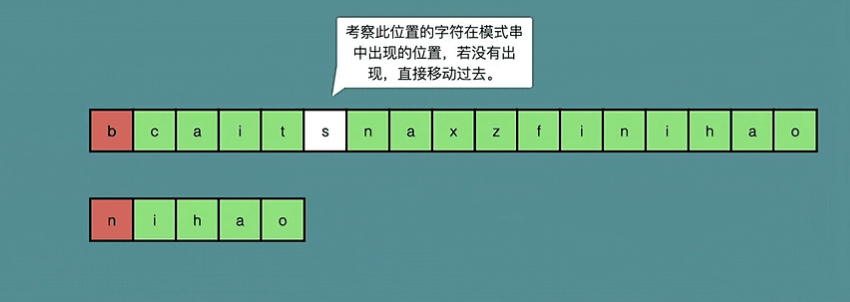 考察此位置的字符在模式串
中出现的位置，若没有出
现，直接移动过去。
b c a i t s n a x z f i n i h a o
n i h a o